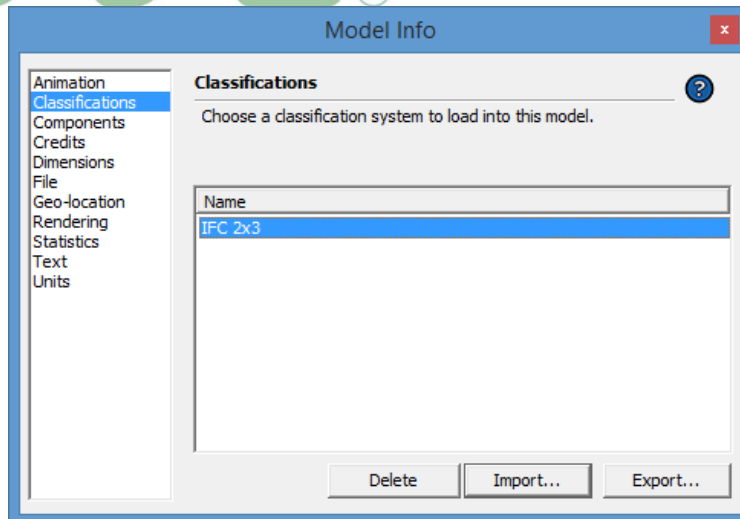 Model Info
x
Animation
Classifications
Components
Credits
Dimensions
File
Geo-location
Rendering
Statistics
Text
Units
Classifications
?
Choose a classification system to load into this model.
Name
IFC 2x3
Delete
Import...
Export...